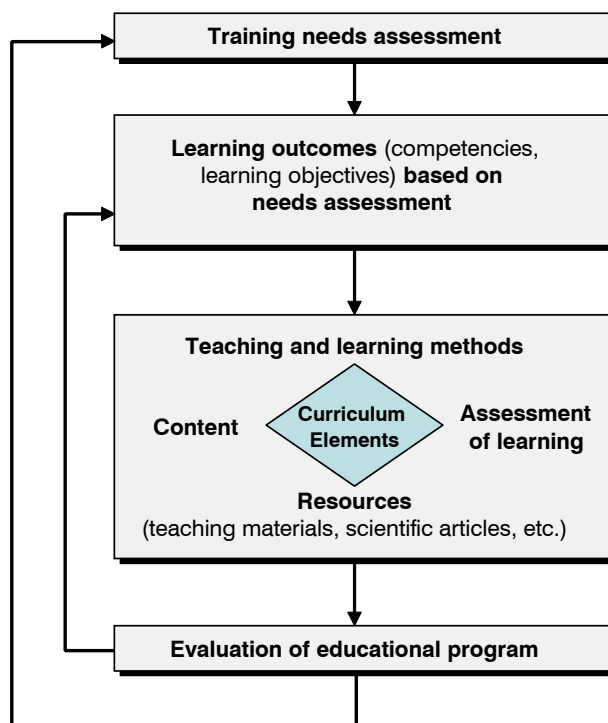 Training needs assessment
Learning outcomes (competencies,
learning objectives) based on
needs assessment
Teaching and learning methods
Content
Curriculum
Elements
Assessment
of learning
Resources
(teaching materials, scientific articles, etc.)
Evaluation of educational program